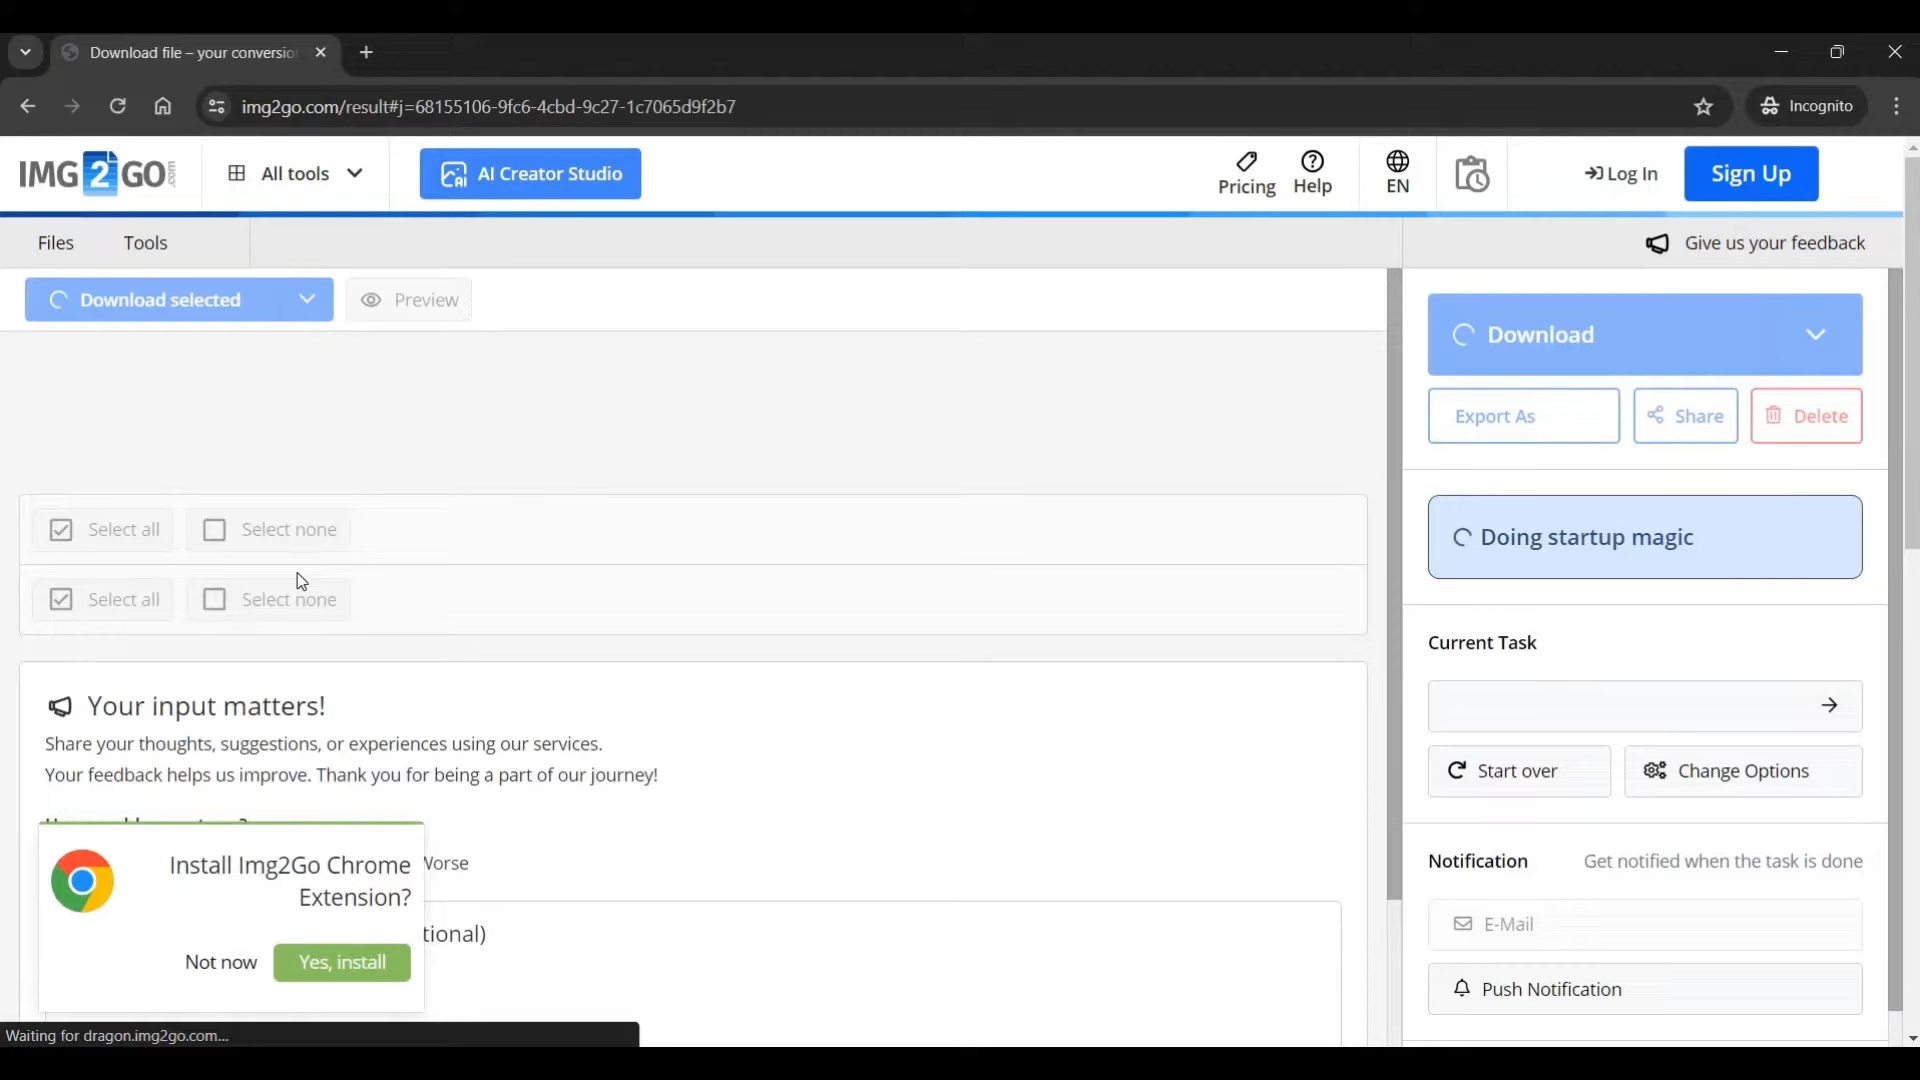 Download file – your conversio
img2go.com/result#j=68155106-9fc6-4cbd-9c27-1c7065d9f2b7
Incognito
IMG2GO.com
All tools
AI Creator Studio
Pricing
Help
EN
Log In
Sign Up
Files
Tools
Give us your feedback
Download selected
Preview
Download
Export As
Share
Delete
Select all
Select none
Doing startup magic
Select all
Select none
Current Task
Your input matters!
Share your thoughts, suggestions, or experiences using our services.
Your feedback helps us improve. Thank you for being a part of our journey!
Start over
Change Options
Install Img2Go Chrome
Extension?
Worse
Not now
Yes, install
tional)
Notification
Get notified when the task is done
E-Mail
Push Notification
Waiting for dragon.img2go.com...